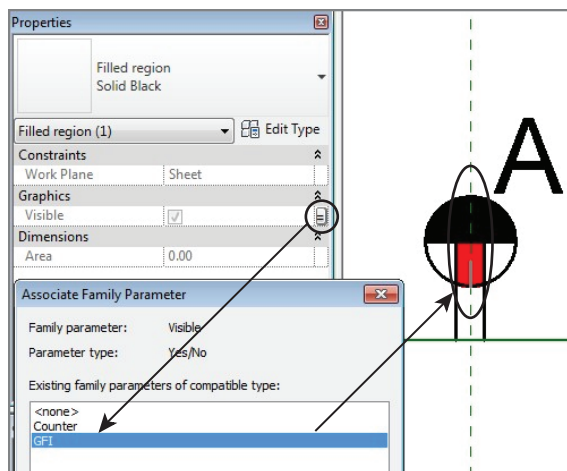 Properties
Filled region
Solid Black
Filled region (1)
Edit Type
Constraints
Work Plane
Sheet
Graphics
Visible
Dimensions
Area
0.00
Associate Family Parameter
Family parameter:
Visible
Parameter type:
Yes/No
Existing family parameters of compatible type:
<none>
Counter
GFI
A